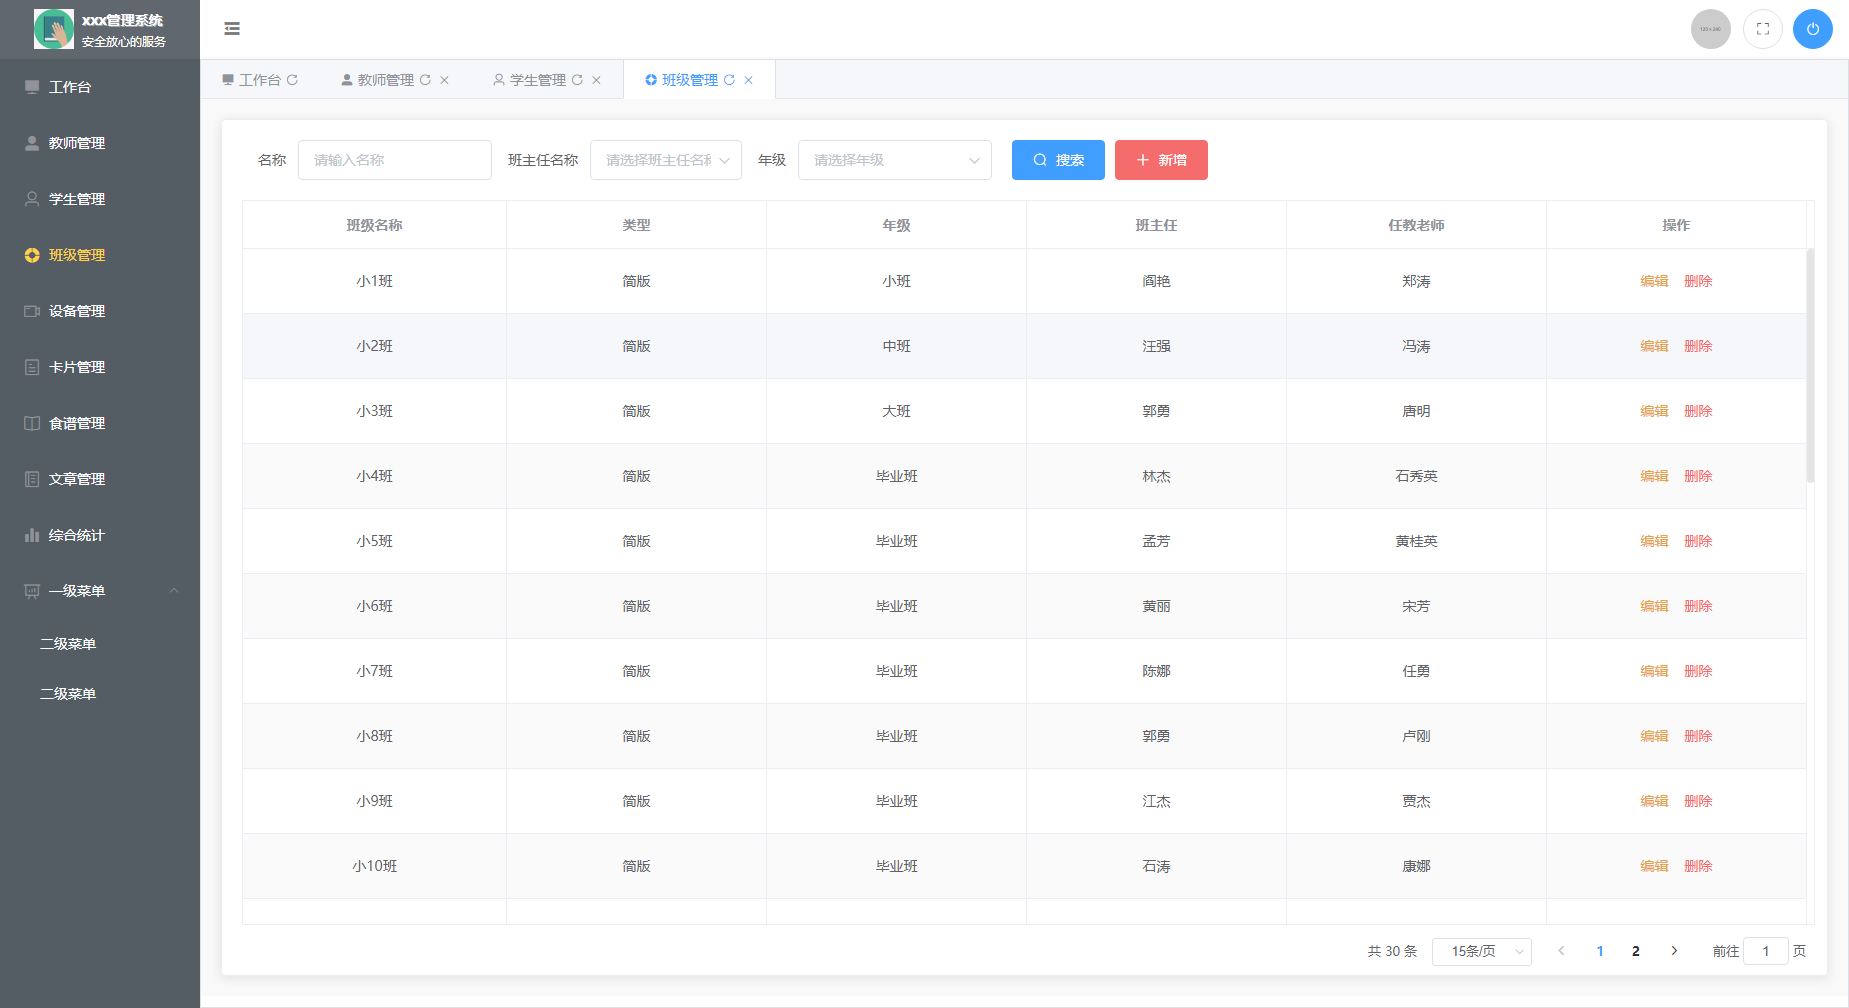 xxx管理系统
安全放心的服务
工作台
教师管理
学生管理
班级管理
设备管理
卡片管理
食谱管理
文章管理
综合统计
一级菜单
二级菜单
二级菜单
工作台 教师管理 学生管理 班级管理
名称 请输入名称 班主任名称 请选择班主任名称 年级 请选择年级 搜索 新增
班级名称 类型 年级 班主任 任教老师 操作
小1班 简版 小班 阎艳 郑涛 编辑 删除
小2班 简版 中班 汪强 冯涛 编辑 删除
小3班 简版 大班 郭勇 唐明 编辑 删除
小4班 简版 毕业班 林杰 石秀英 编辑 删除
小5班 简版 毕业班 孟芳 黄桂英 编辑 删除
小6班 简版 毕业班 黄丽 宋芳 编辑 删除
小7班 简版 毕业班 陈娜 任勇 编辑 删除
小8班 简版 毕业班 郭勇 卢刚 编辑 删除
小9班 简版 毕业班 江杰 贾杰 编辑 删除
小10班 简版 毕业班 石涛 康娜 编辑 删除
共 30 条 15条/页 1 2 前往 1 页